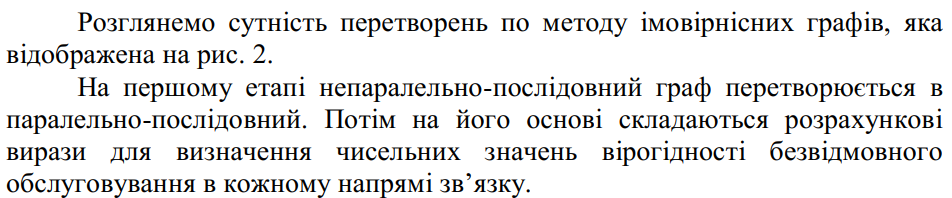 Розглянемо сутність перетворень по методу імовірнісних графів, яка
відображена на рис. 2.
На першому етапі непаралельно-послідовний граф перетворюється в
паралельно-послідовний. Потім на його основі складаються розрахункові
вирази для визначення чисельних значень вірогідності безвідмовного
обслуговування в кожному напрямі зв’язку.